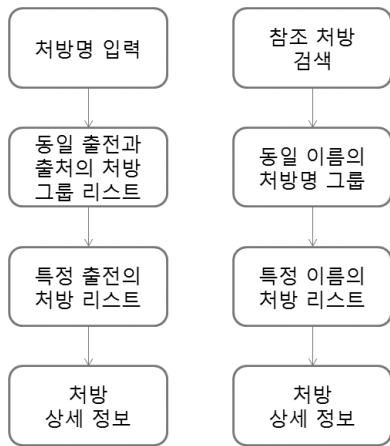 처방명 입력
동일 출전과
출처의 처방
그룹 리스트
특정 출전의
처방 리스트
처방
상세 정보
참조 처방
검색
동일 이름의
처방명 그룹
특정 이름의
처방 리스트
처방
상세 정보